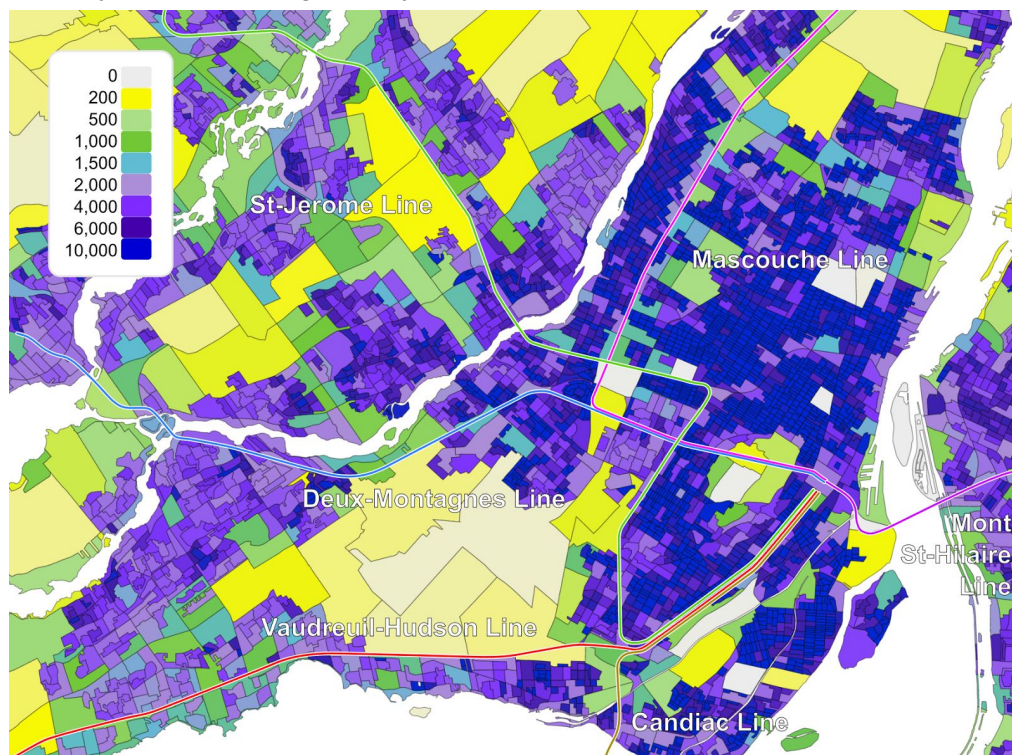 0
200
500
1,000
1,500
2,000
4,000
6,000
10,000
St-Jerome Line
Mascouche Line
Deux-Montagnes Line
Mont
St-Hilaire
Line
Vaudreuil-Hudson Line
Candiac Line